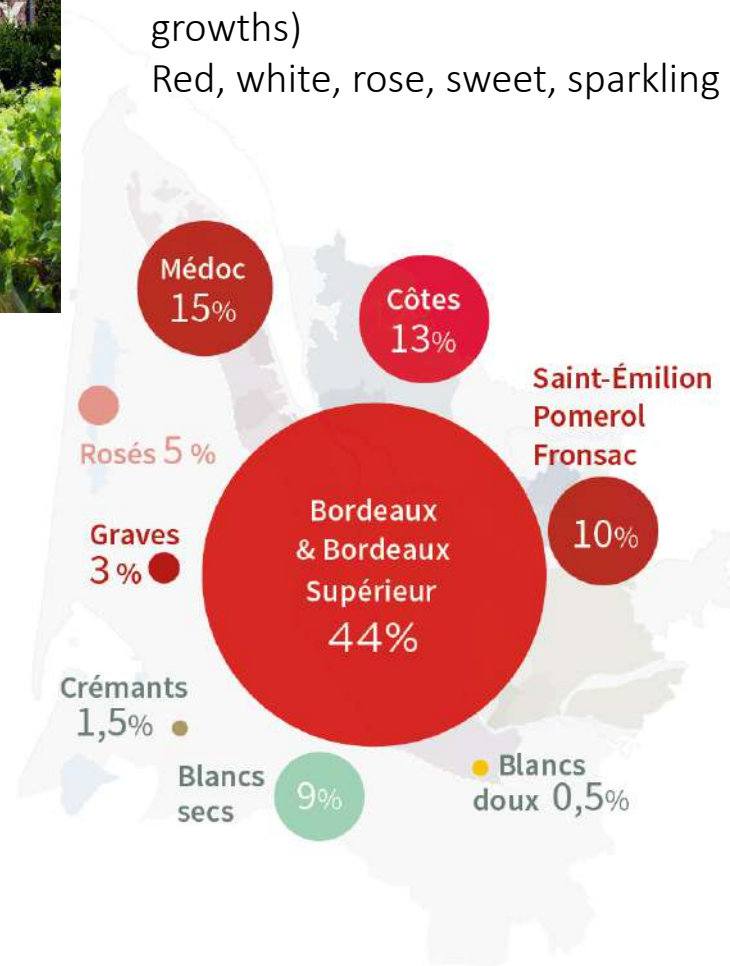 growths)
Red, white, rose, sweet, sparkling
Médoc
15%
Côtes
13%
Saint-Émilion
Pomerol
Fronsac
10%
Rosés 5 %
Bordeaux
& Bordeaux
Supérieur
44%
Graves
3 %
Crémants
1,5%
Blancs
secs
9%
Blancs
doux 0,5%